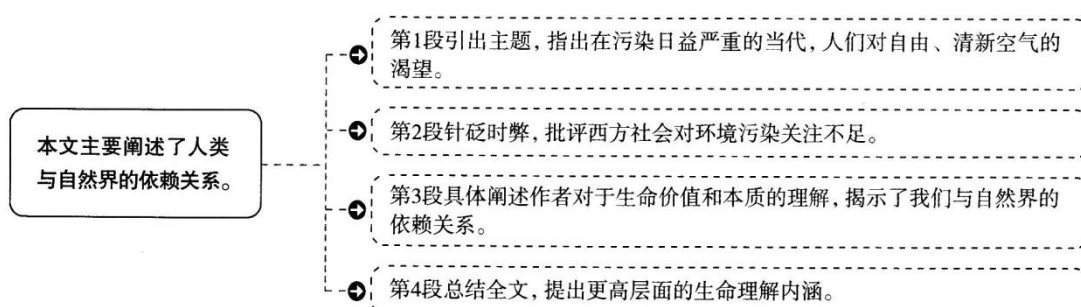 本文主要阐述了人类
与自然界的依赖关系。
第1段引出主题，指出在污染日益严重的当代，人们对自由、清新空气的
渴望。
第2段针砭时弊，批评西方社会对环境污染关注不足。
第3段具体阐述作者对于生命价值和本质的理解，揭示了我们与自然界的
依赖关系。
第4段总结全文，提出更高层面的生命理解内涵。